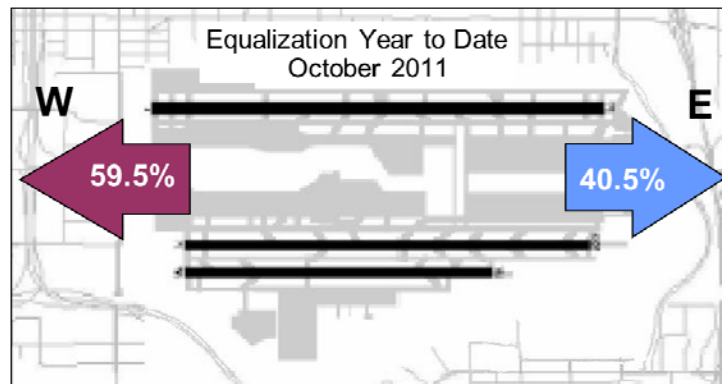 Equalization Year to Date
October 2011
W
E
59.5%
40.5%